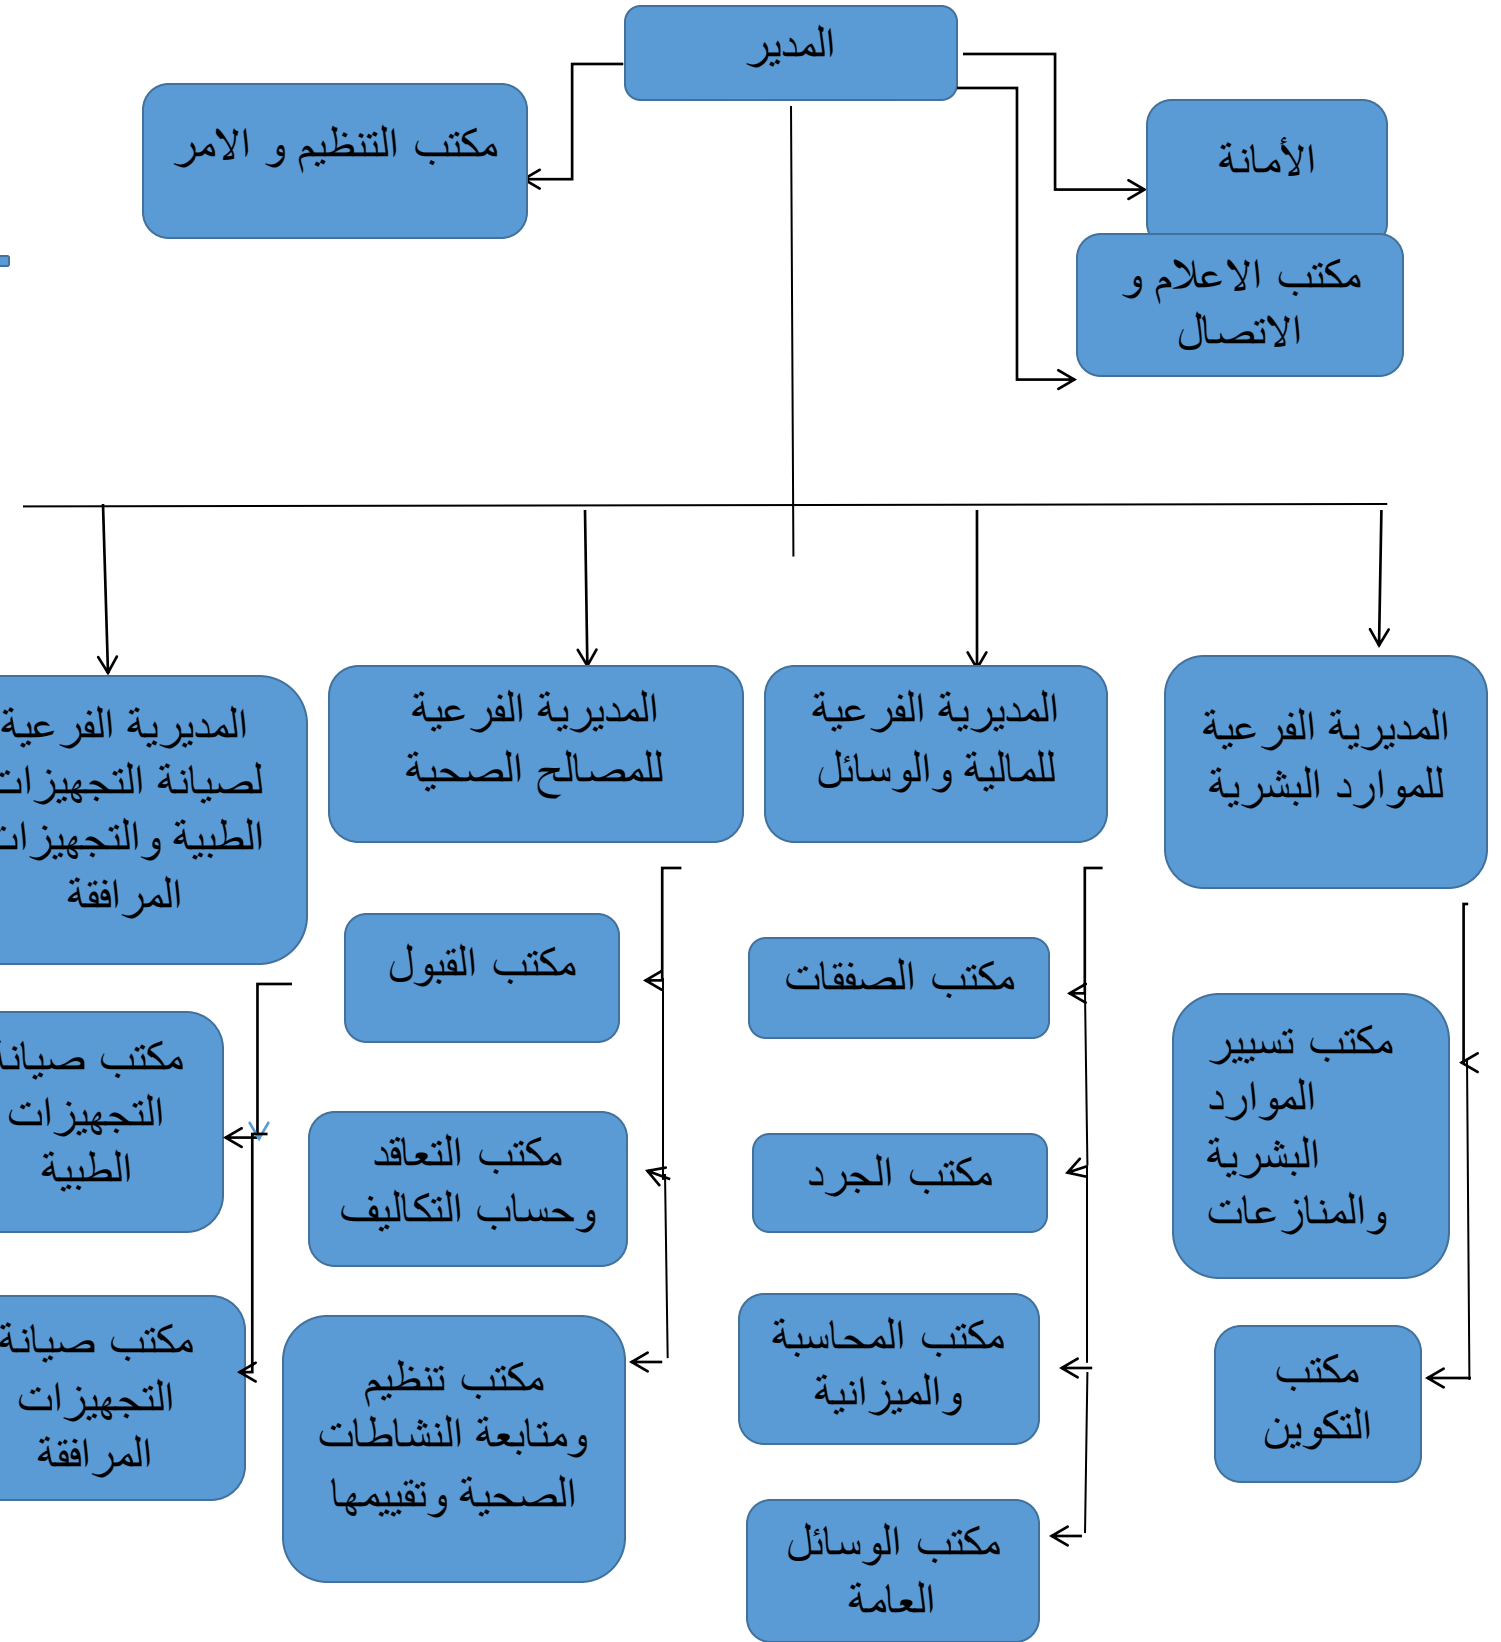 المدير
مكتب التنظيم و الامر
الأمانة
مكتب الاعلام و
الاتصال
المديرية الفرعية
للموارد البشرية
المديرية الفرعية
للمالية والوسائل
المديرية الفرعية
للمصالح الصحية
المديرية الفرعية
لصيانة التجهيزات
الطبية والتجهيزات
المرافقة
مكتب تسيير
الموارد
البشرية
والمنازعات
مكتب
التكوين
مكتب الصفقات
مكتب الجرد
مكتب المحاسبة
والميزانية
مكتب الوسائل
العامة
مكتب القبول
مكتب التعاقد
وحساب التكاليف
مكتب تنظيم
ومتابعة النشاطات
الصحية وتقييمها
مكتب صيانة
التجهيزات
الطبية
مكتب صيانة
التجهيزات
المرافقة